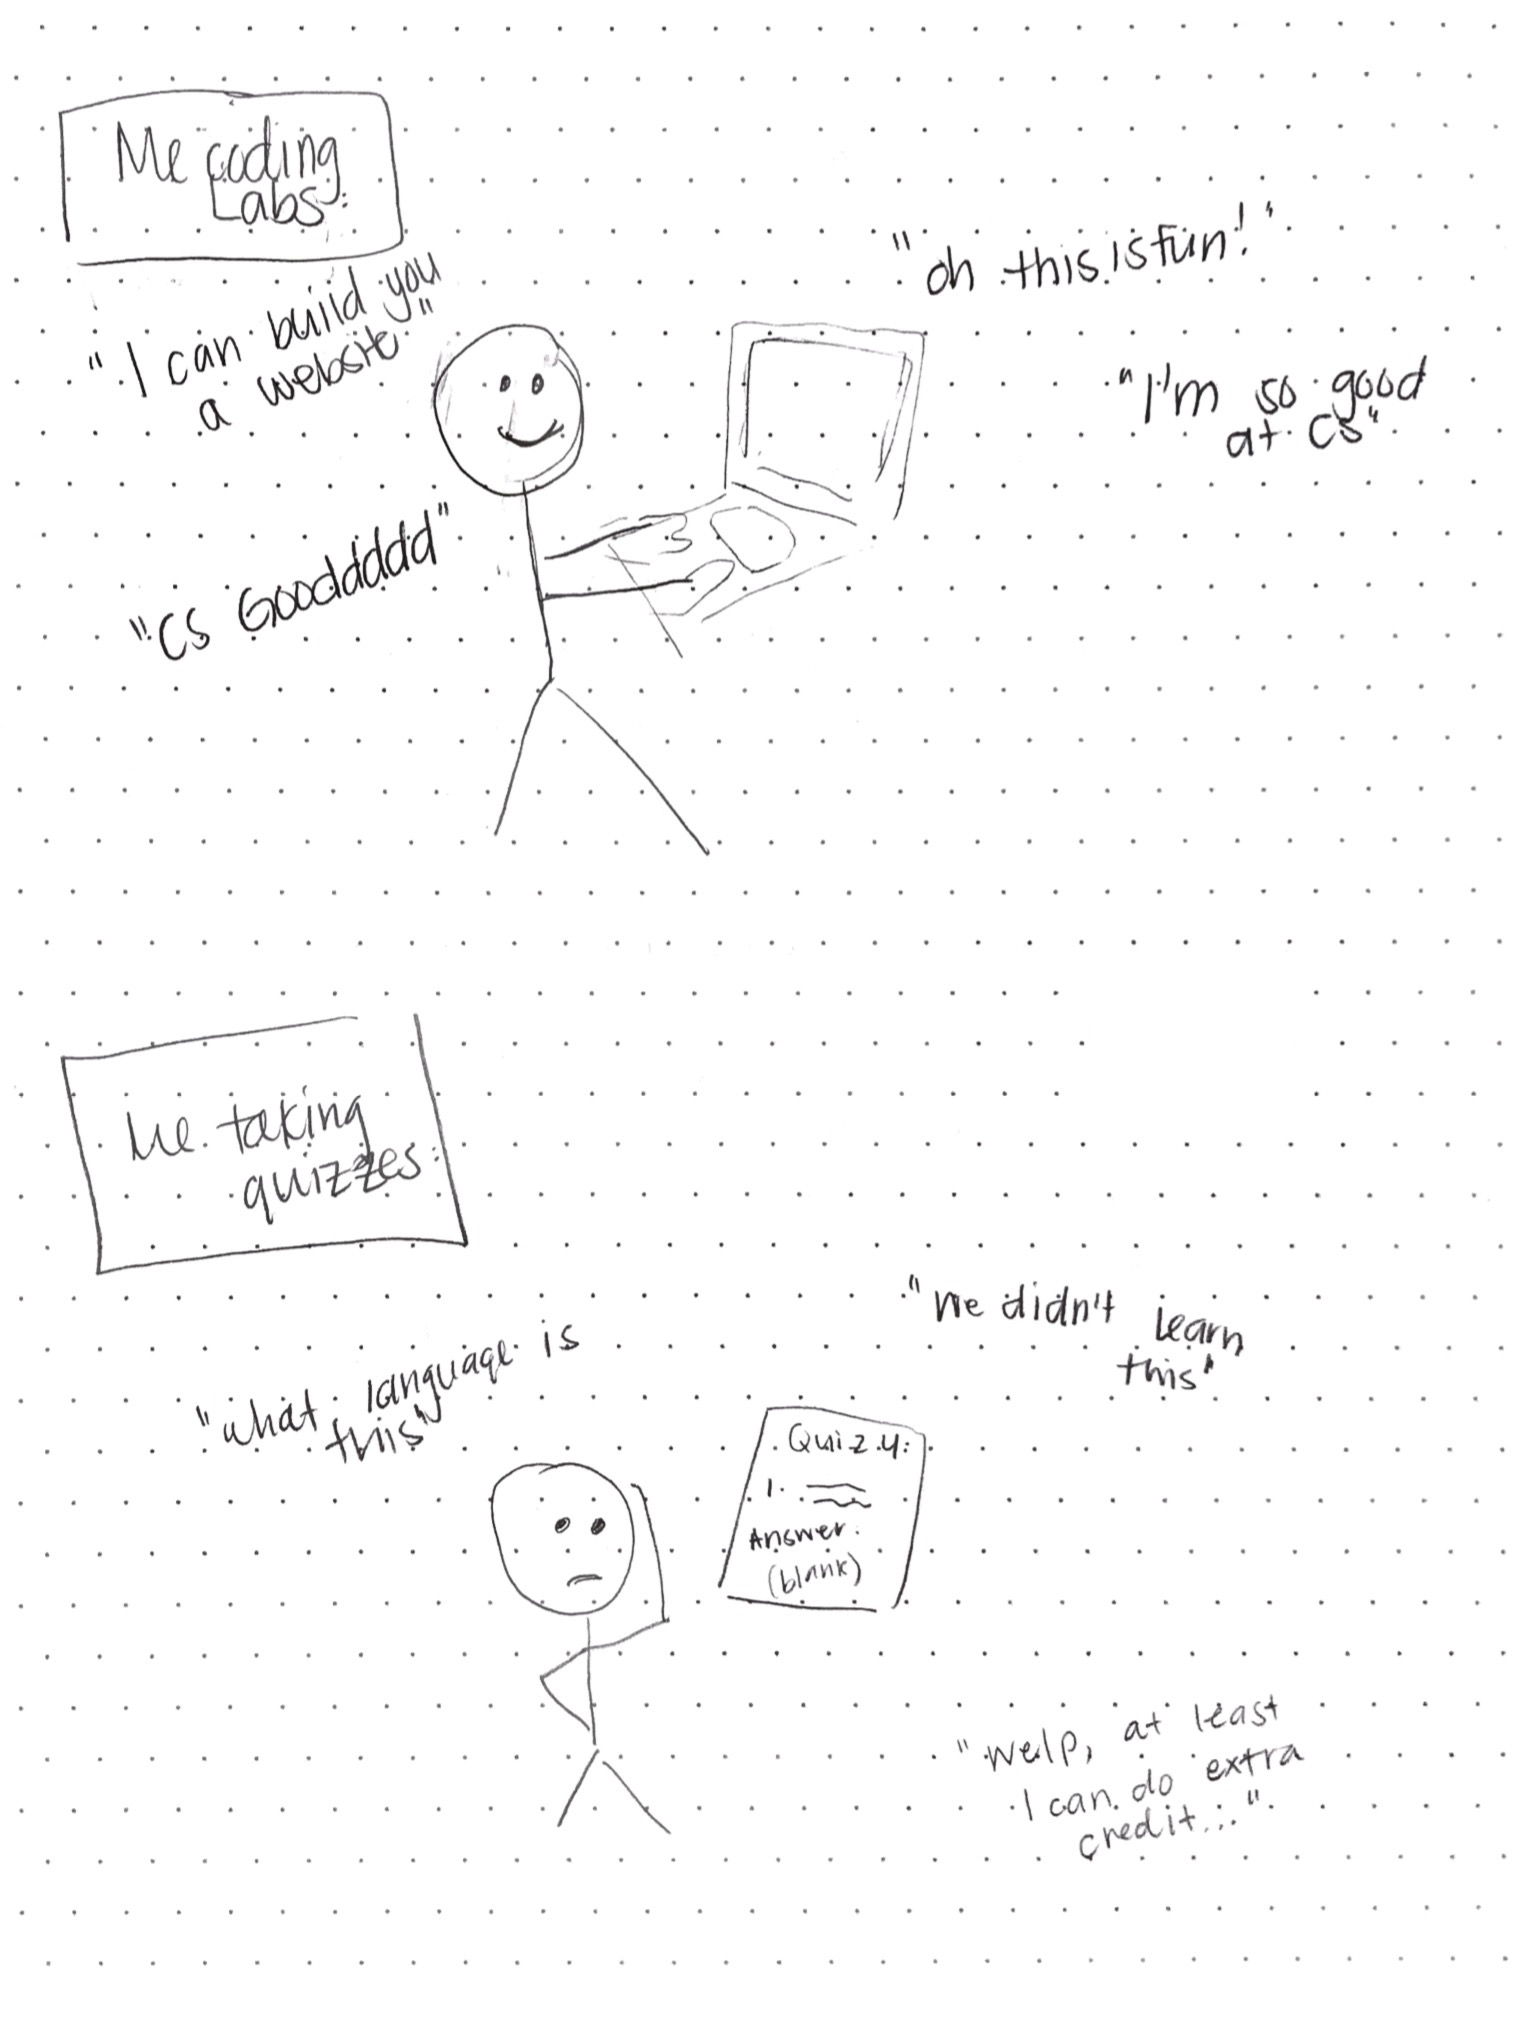 Me coding
Labs:
"oh this is fun!"
"I can build you
a website"
"I'm so good
at CS"
"CS Gooddddd"
Me taking
quizzes:
"we didn't learn
this"
"what language is
this"
Quiz 4:
1.
Answer:
(blank)
"welp, at least
I can do extra
credit..."